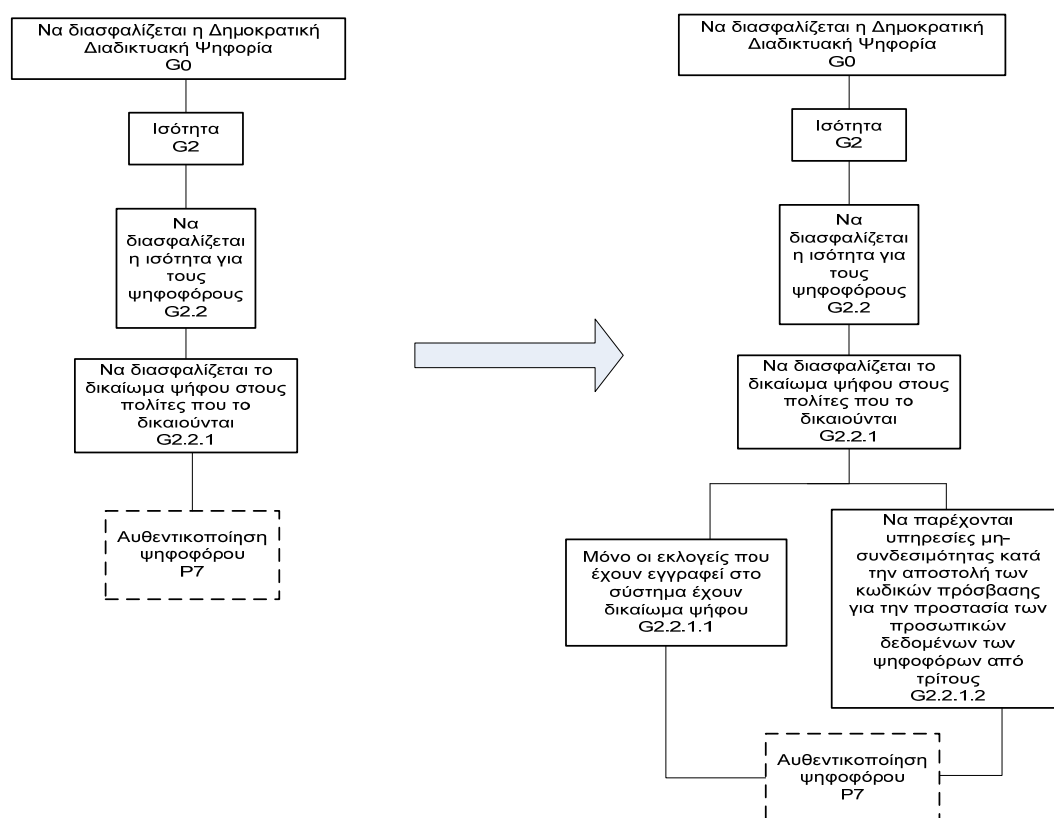 Να διασφαλίζεται η Δημοκρατική
Διαδικτυακή Ψηφορία
G0
Ισότητα
G2
Να
διασφαλίζεται
η ισότητα για
τους
ψηφοφόρους
G2.2
Να διασφαλίζεται το
δικαίωμα ψήφου στους
πολίτες που το
δικαιούνται
G2.2.1
Αυθεντικοποίηση
ψηφοφόρου
P7
Να διασφαλίζεται η Δημοκρατική
Διαδικτυακή Ψηφορία
G0
Ισότητα
G2
Να
διασφαλίζεται
η ισότητα για
τους
ψηφοφόρους
G2.2
Να διασφαλίζεται το
δικαίωμα ψήφου στους
πολίτες που το
δικαιούνται
G2.2.1
Μόνο οι εκλογείς που
έχουν εγγραφεί στο
σύστημα έχουν
δικαίωμα ψήφου
G2.2.1.1
Να παρέχονται
υπηρεσίες μη-
συνδεσιμότητας κατά
την αποστολή των
κωδικών πρόσβασης
για την προστασία των
προσωπικών
δεδομένων των
ψηφοφόρων από
τρίτους
G2.2.1.2
Αυθεντικοποίηση
ψηφοφόρου
P7